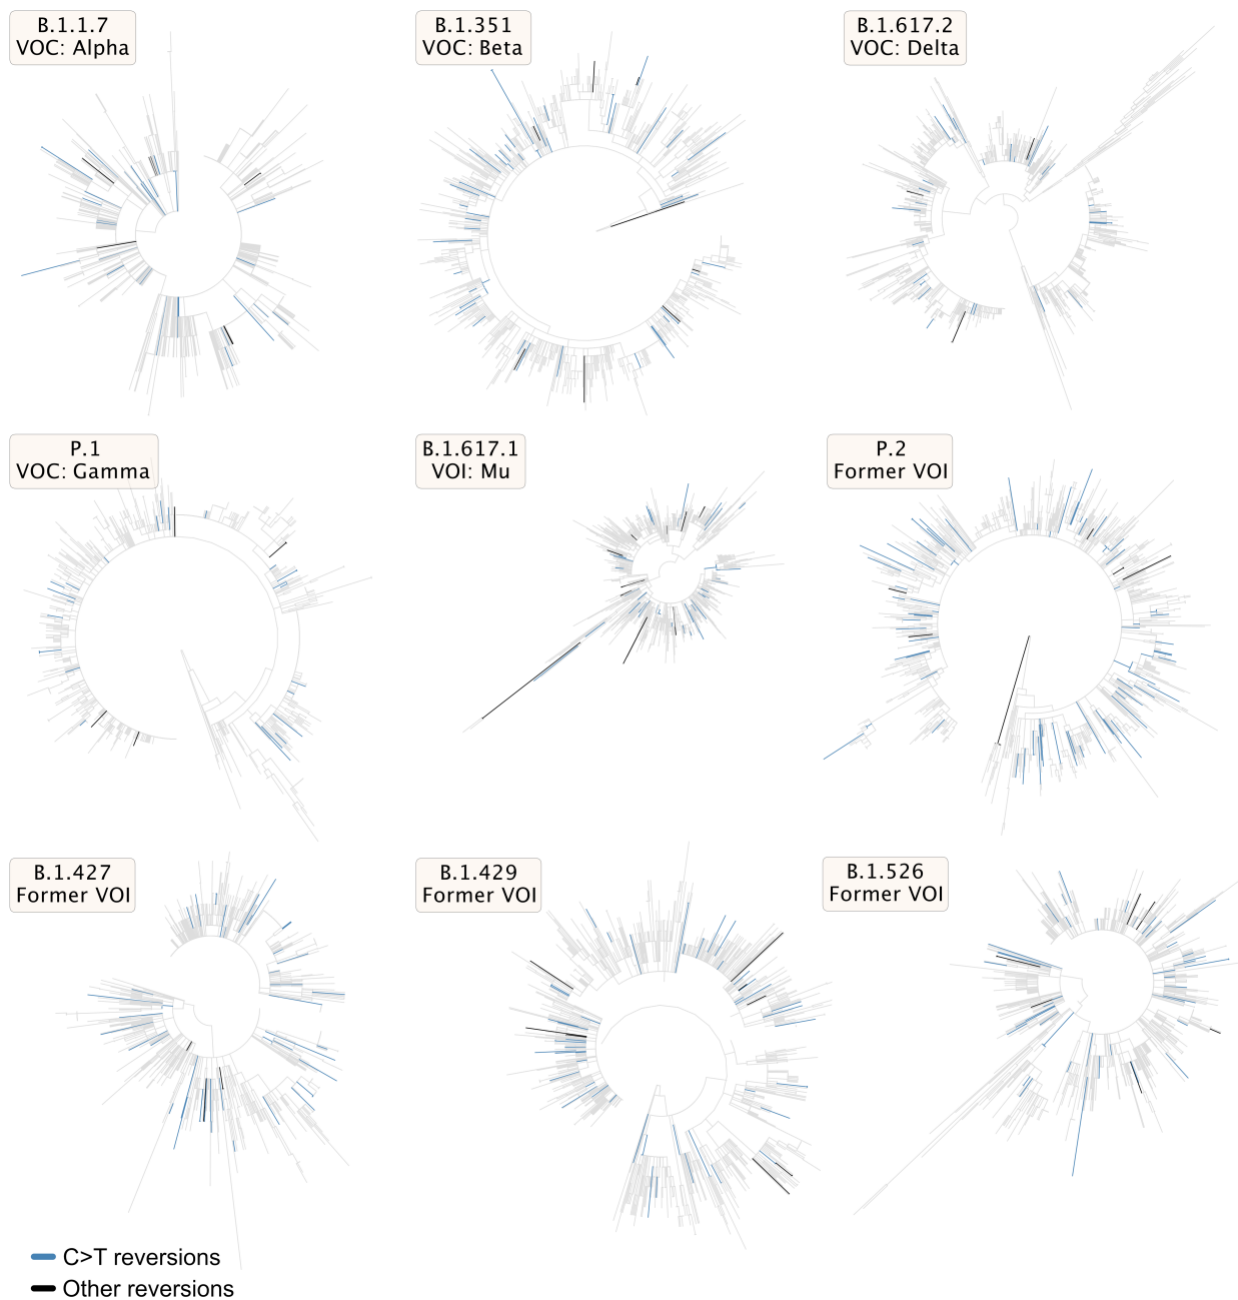 B.1.1.7
VOC: Alpha
B.1.351
VOC: Beta
B.1.617.2
VOC: Delta
P.1
VOC: Gamma
B.1.617.1
VOI: Mu
P.2
Former VOI
B.1.427
Former VOI
B.1.429
Former VOI
B.1.526
Former VOI
C>T reversions
Other reversions